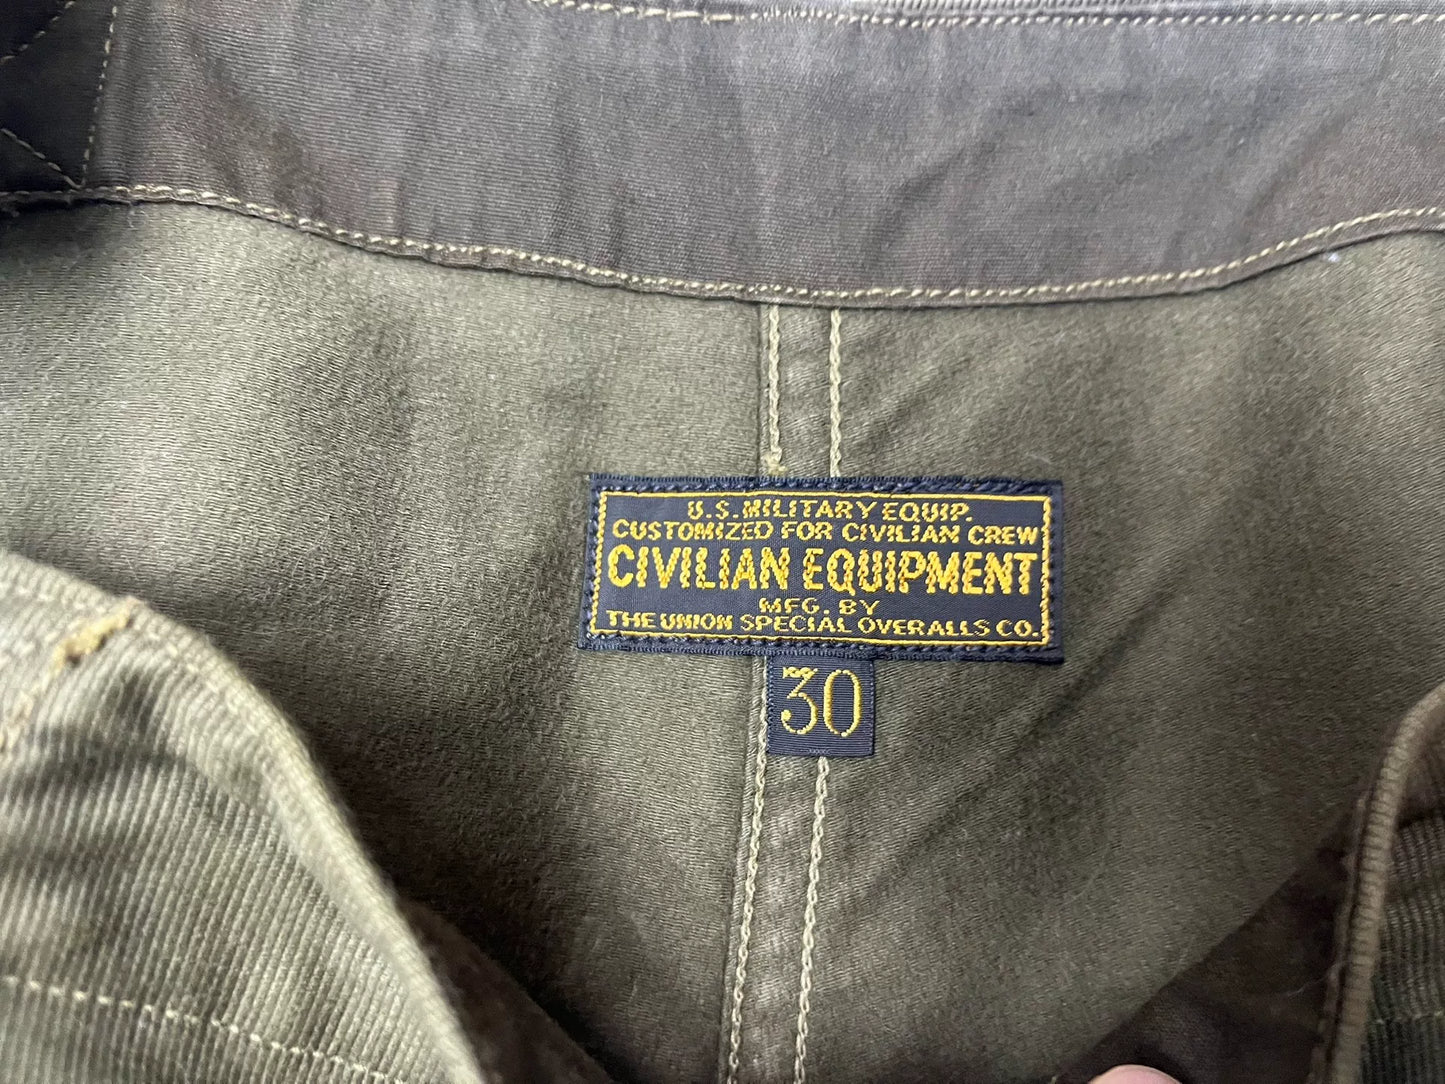 U.S.MILITARY EQUIP.
CUSTOMIZED FOR CIVILIAN CREW
CIVILIAN EQUIPMENT
MFG. BY
THE UNION SPECIAL OVERALLS CO.
30